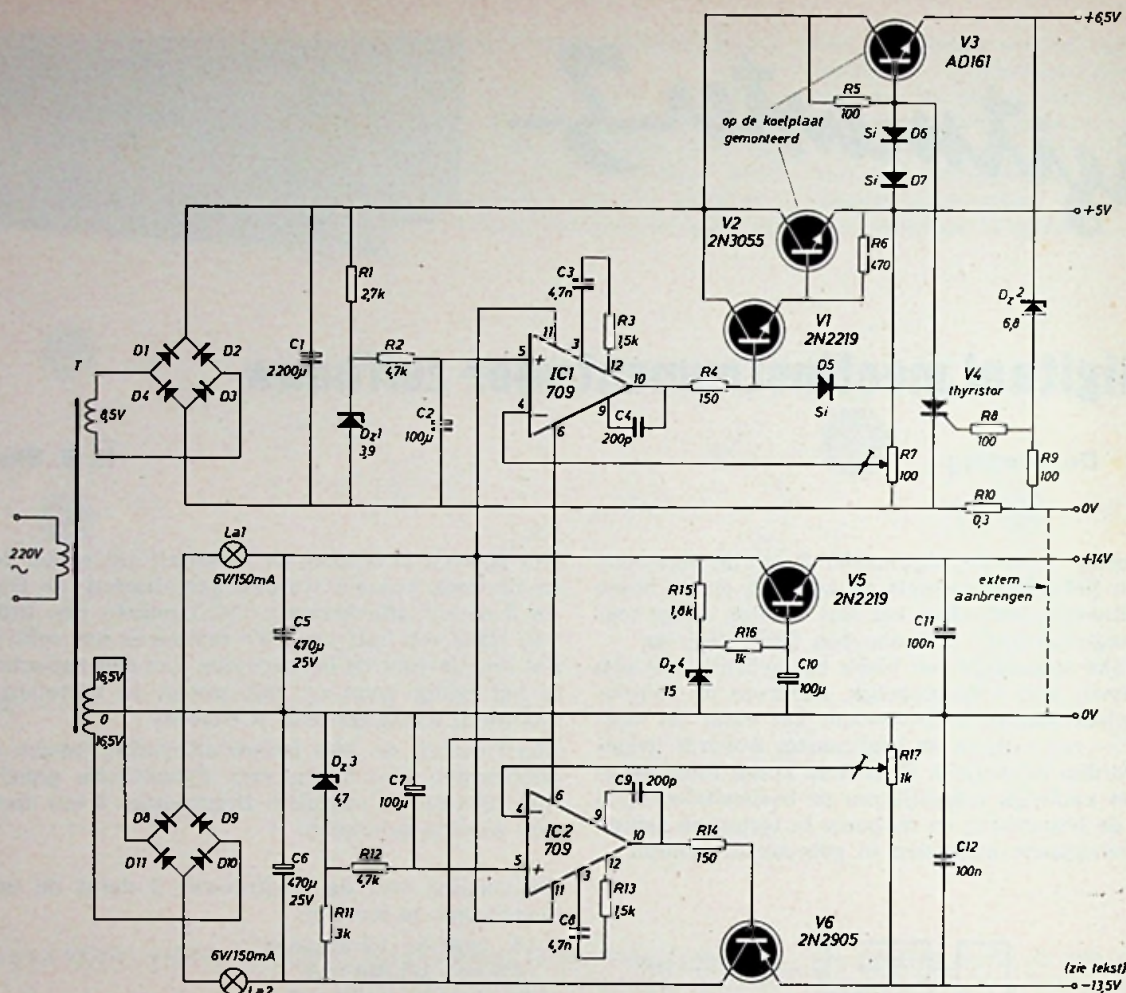 +6,5V
V3
AD161
R5
100
op de koelplaat
gemonteerd
Si
D6
Si
D7
V2
2N3055
+5V
R6
470
C3
4,7n
R3
1,5k
R1
2,7k
Dz2
6,8
V1
2N2219
T
D1
D2
D4
D3
8,5V
C1
2200µ
R2
4,7k
11
3
12
5
+
IC1
709
10
4
−
9
6
C4
200p
R4
150
D5
Si
V4
thyristor
R8
100
C2
100µ
Dz1
3,9
R7
100
R9
100
R10
0,3
0V
La1
6V/150mA
+14V
220V
~
R15
1,8k
V5
2N2219
extern
aanbrengen
C5
470µ
25V
R16
1k
C11
100n
Dz4
15
C10
100µ
16,5V
0
16,5V
0V
Dz3
4,7
C7
100µ
R17
1k
C9
200p
6
9
4
−
IC2
709
10
R14
150
D8
D9
D11
D10
R12
4,7k
5
+
12
11
3
C6
470µ
25V
R13
1,5k
C12
100n
R11
3k
C8
4,7n
V6
2N2905
6V/150mA
La2
(zie tekst)
−13,5V